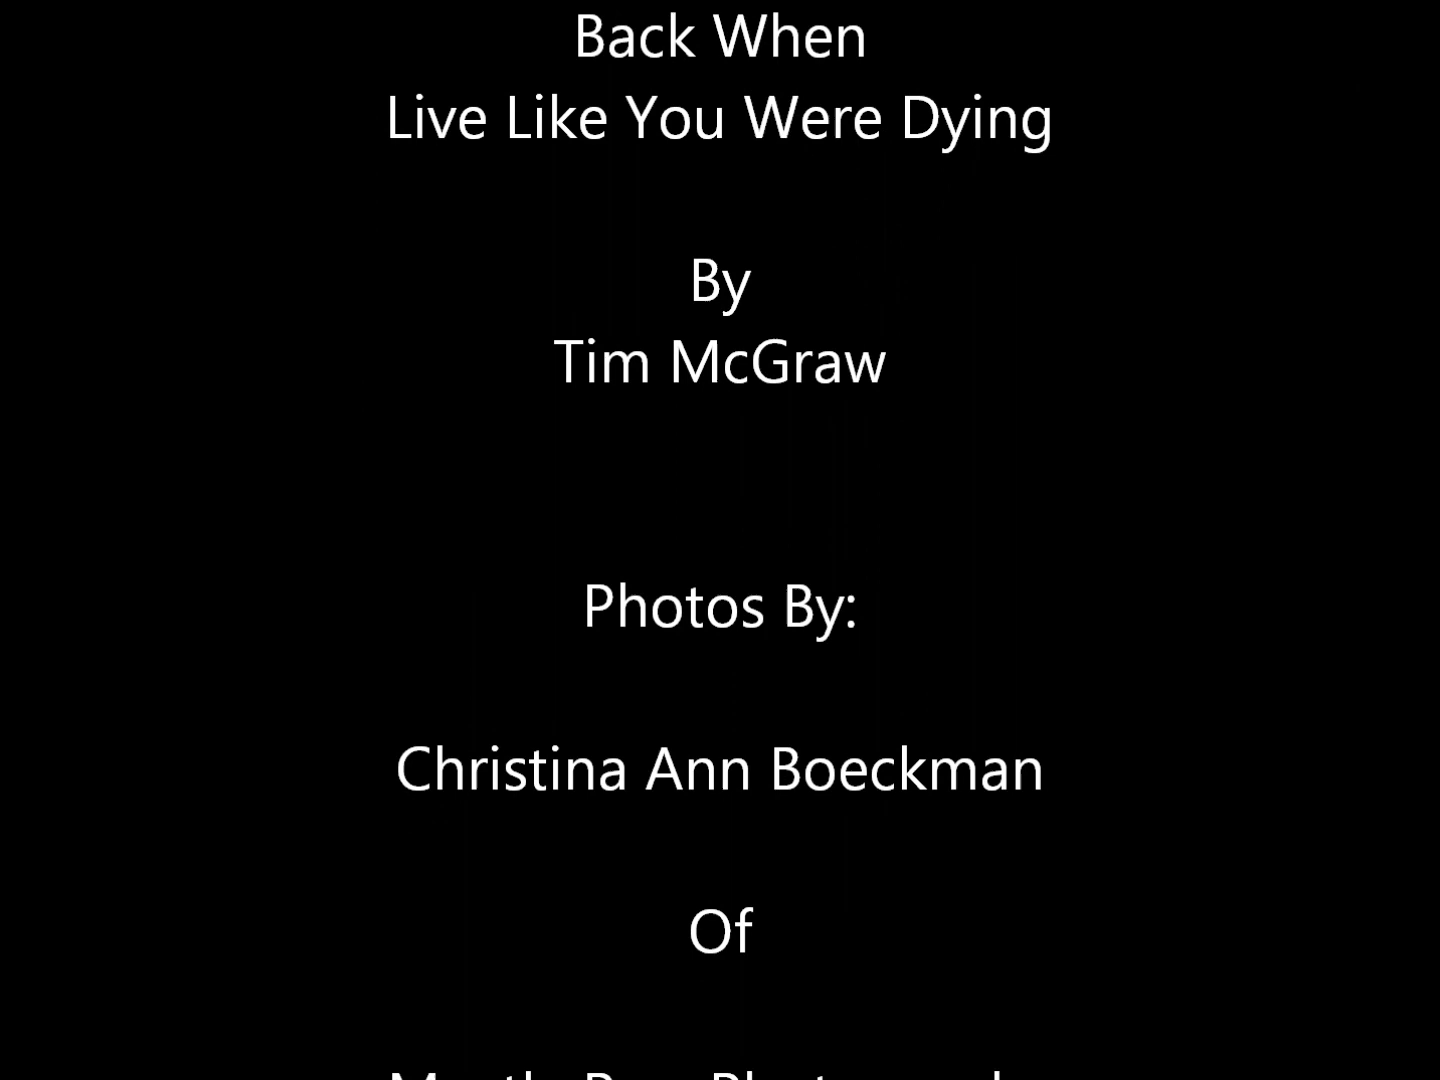 Back When
Live Like You Were Dying
By
Tim McGraw
Photos By:
Christina Ann Boeckman
Of